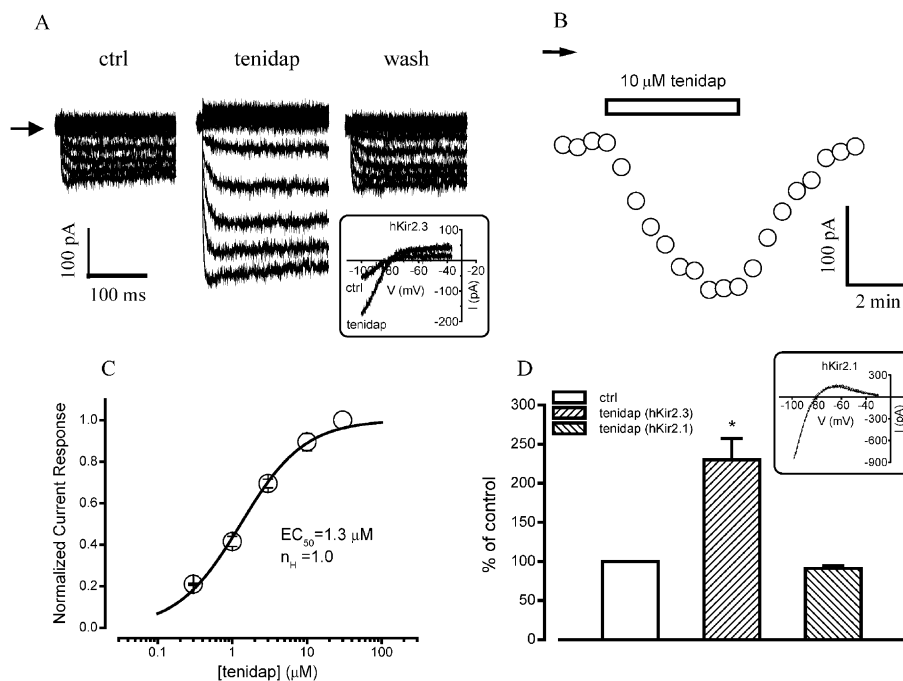 A
ctrl
tenidap
wash
100 pA
100 ms
hKir2.3
100
-100 -80 -60 -40 -20
ctrl
V (mV)
-100
I (pA)
tenidap
-200
B
10 μM tenidap
100 pA
2 min
C
Normalized Current Response
1.0
0.8
0.6
0.4
0.2
0.0
EC50=1.3 μM
nH =1.0
0.1 1 10 100
[tenidap] (μM)
D
ctrl
tenidap (hKir2.3)
tenidap (hKir2.1)
% of control
300
250
200
150
100
50
0
*
hKir2.1
300
-100 -80 -60 -40 -20
V (mV)
-300
-600
-900
I (pA)